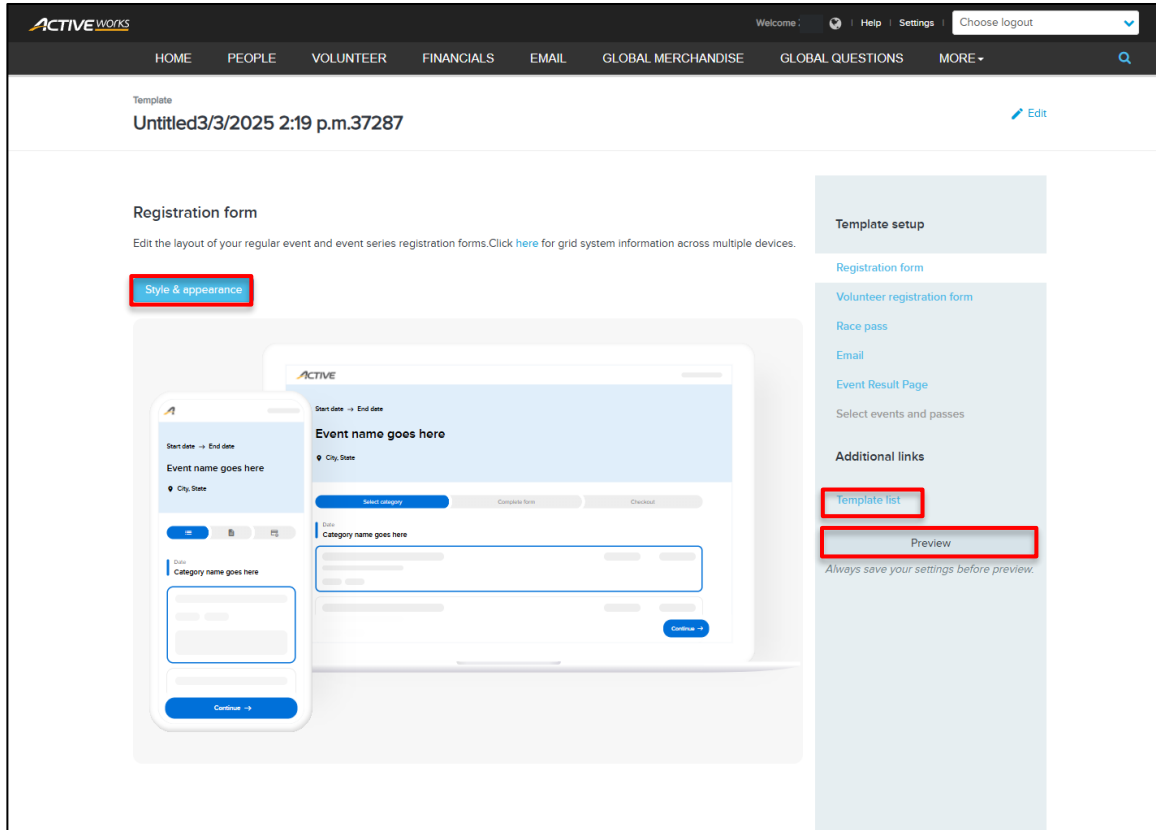 ACTIVE WORKS
Welcome : | Help | Settings | Choose logout
HOME PEOPLE VOLUNTEER FINANCIALS EMAIL GLOBAL MERCHANDISE GLOBAL QUESTIONS MORE
Template
Untitled3/3/2025 2:19 p.m.37287
Edit
Registration form
Edit the layout of your regular event and event series registration forms.Click here for grid system information across multiple devices.
Style & appearance
ACTIVE
Start date → End date
Event name goes here
City, State
Select category Complete form Checkout
Date
Category name goes here
Continue →
Start date → End date
Event name goes here
City, State
Date
Category name goes here
Continue →
Template setup
Registration form
Volunteer registration form
Race pass
Email
Event Result Page
Select events and passes
Additional links
Template list
Preview
Always save your settings before preview.